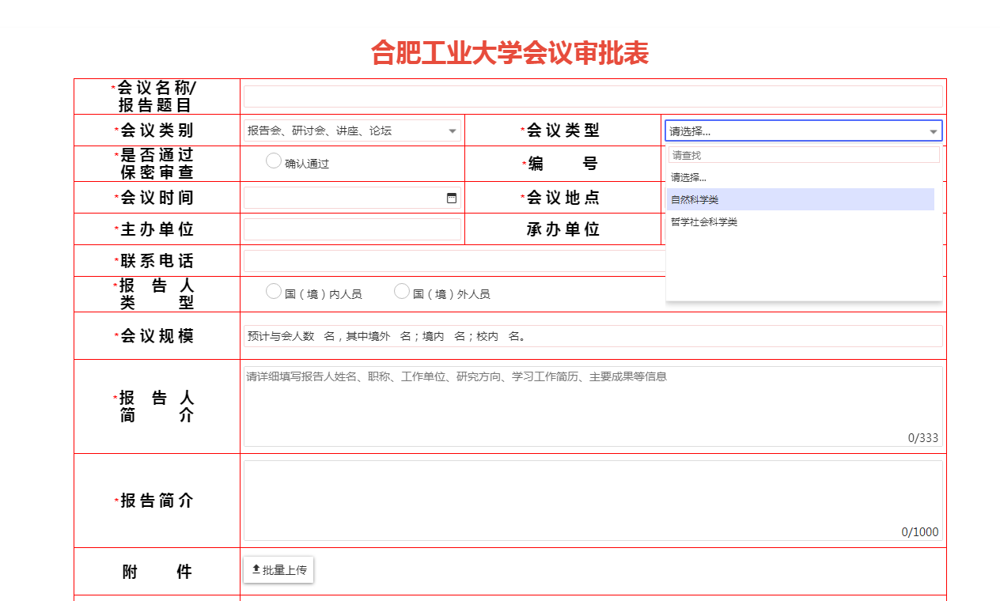 合肥工业大学会议审批表
*会议名称/
报告题目
*会议类别
报告会、研讨会、讲座、论坛
*会议类型
请选择...
请查找
请选择...
自然科学类
哲学社会科学类
*是否通过
保密审查
确认通过
*编 号
*会议时间
*会议地点
*主办单位
承办单位
*联系电话
*报 告 人
类 型
国（境）内人员
国（境）外人员
*会议规模
预计与会人数 名，其中境外 名；境内 名；校内 名。
*报 告 人
简 介
请详细填写报告人姓名、职称、工作单位、研究方向、学习工作简历、主要成果等信息
0/333
*报告简介
0/1000
附 件
批量上传